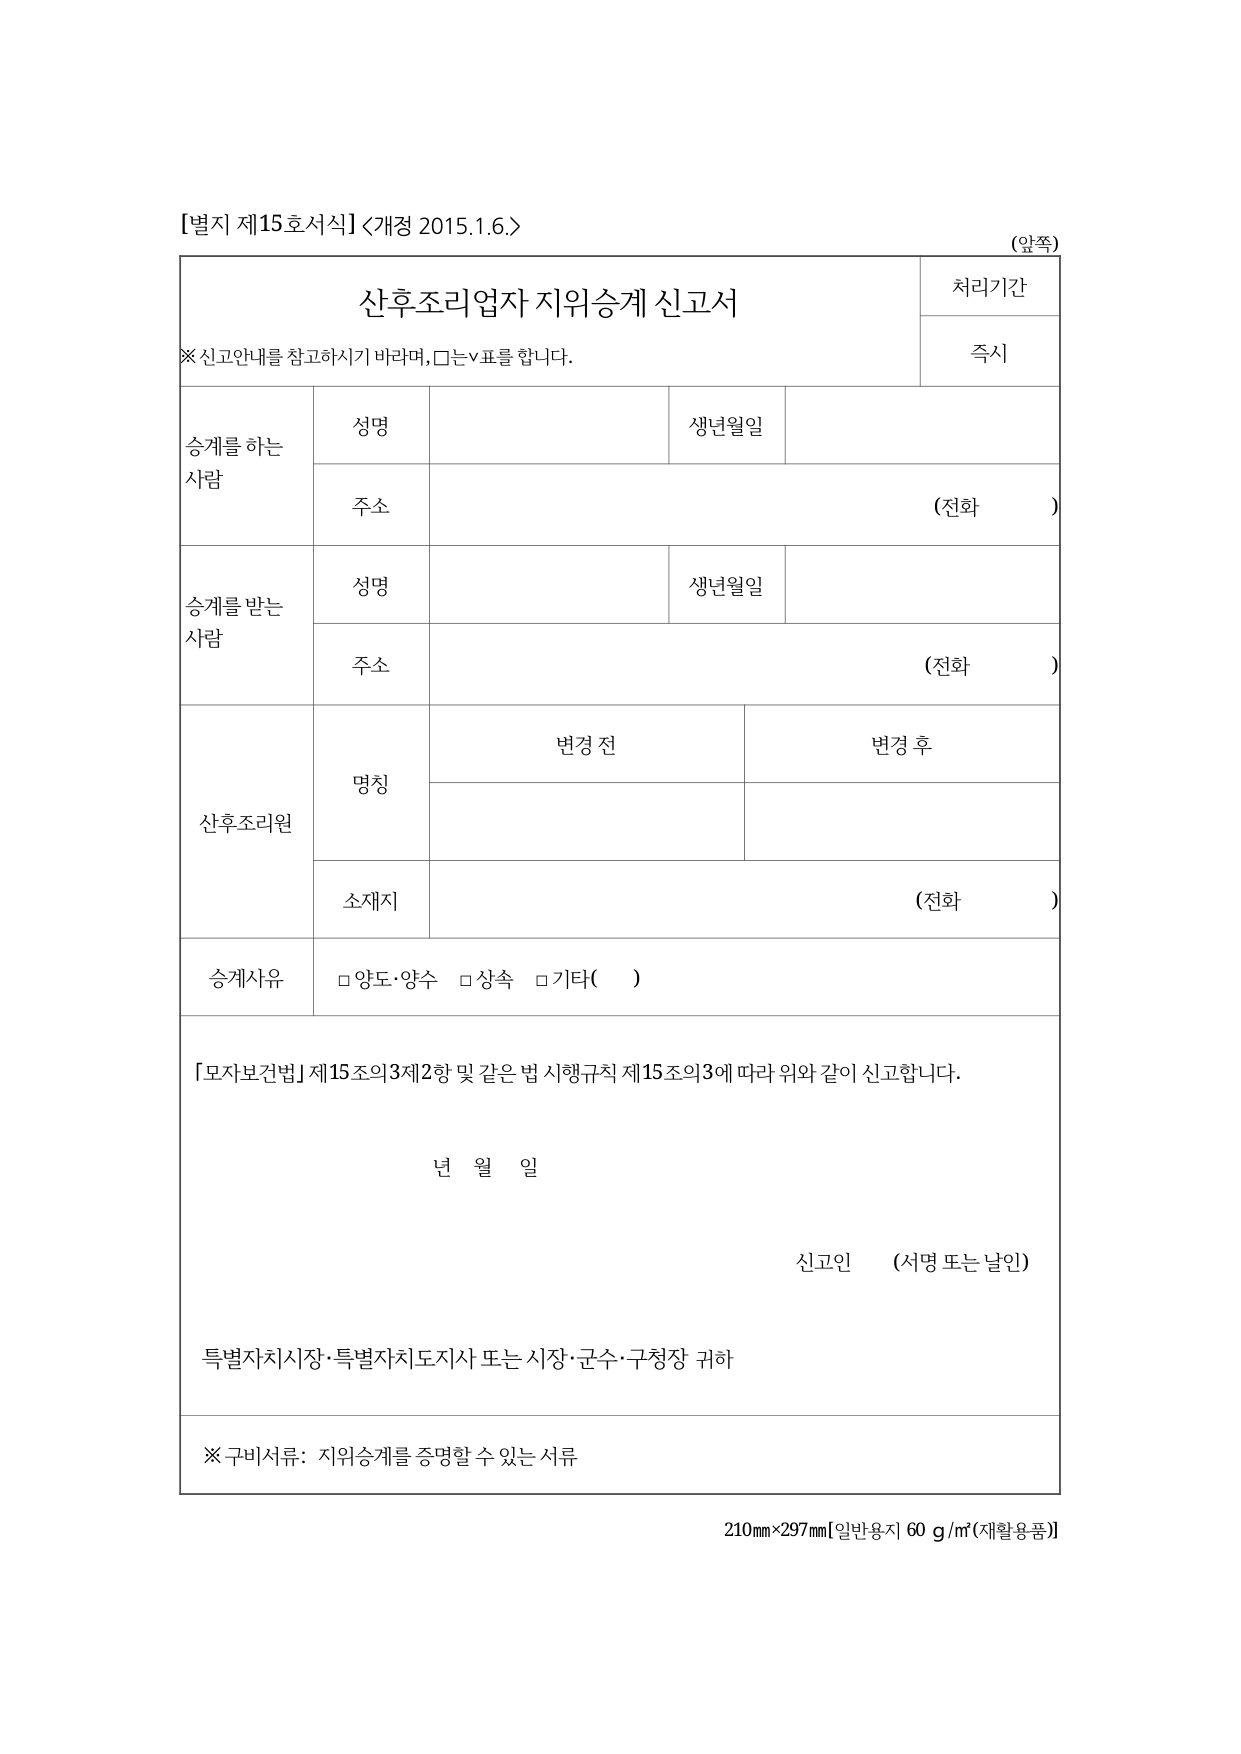 [별지 제15호서식] <개정 2015.1.6.>
(앞쪽)
산후조리업자 지위승계 신고서
처리기간
※ 신고안내를 참고하시기 바라며, □는∨표를 합니다.
즉시
승계를 하는
사람
성명
생년월일
주소
(전화 )
승계를 받는
사람
성명
생년월일
주소
(전화 )
산후조리원
명칭
변경 전
변경 후
소재지
(전화 )
승계사유
□ 양도·양수 □ 상속 □ 기타( )
「모자보건법」 제15조의3제2항 및 같은 법 시행규칙 제15조의3에 따라 위와 같이 신고합니다.
년 월 일
신고인 (서명 또는 날인)
특별자치시장·특별자치도지사 또는 시장·군수·구청장 귀하
※ 구비서류: 지위승계를 증명할 수 있는 서류
210㎜×297㎜[일반용지 60ｇ/㎡(재활용품)]